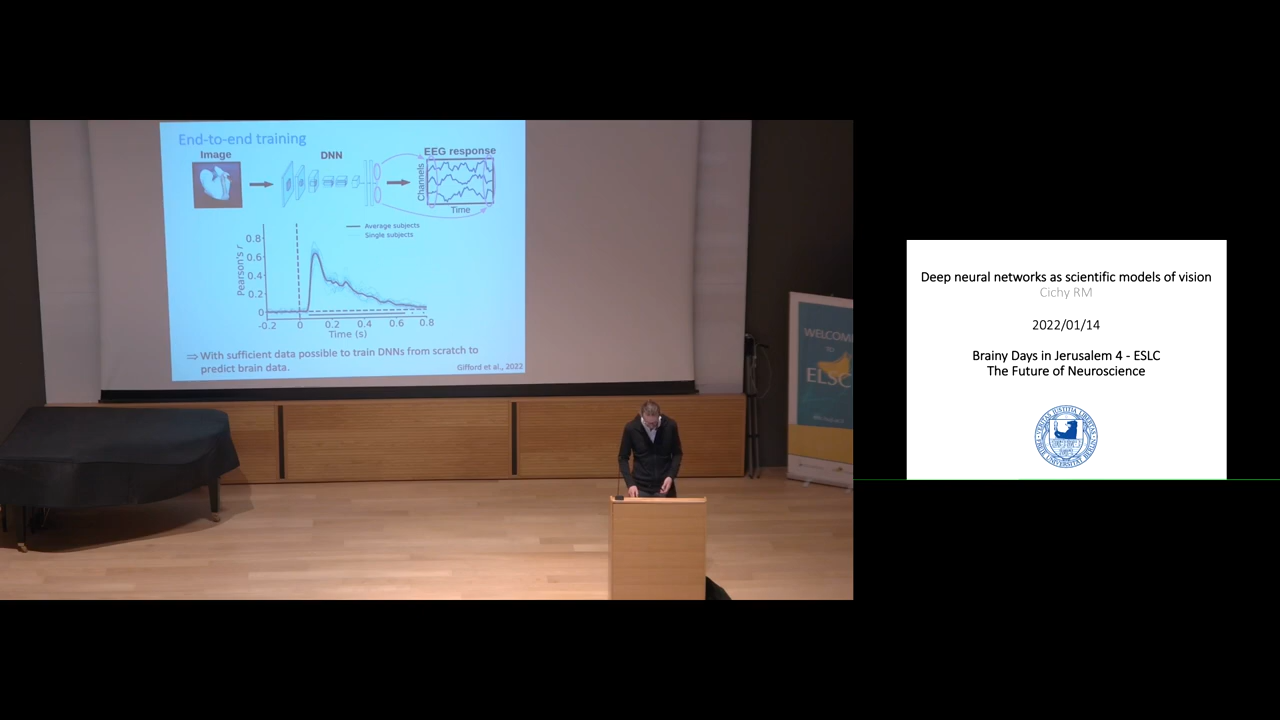 End-to-end training
Image
DNN
EEG response
Channels
Time
Average subjects
Single subjects
Pearson's r
0.8
0.6
0.4
0.2
0
-0.2
0
0.2
0.4
0.6
0.8
Time (s)
⇒ With sufficient data possible to train DNNs from scratch to
predict brain data.
Gifford et al., 2022
WELCOME
TO
ELSC
Deep neural networks as scientific models of vision
Cichy RM
2022/01/14
Brainy Days in Jerusalem 4 - ESLC
The Future of Neuroscience